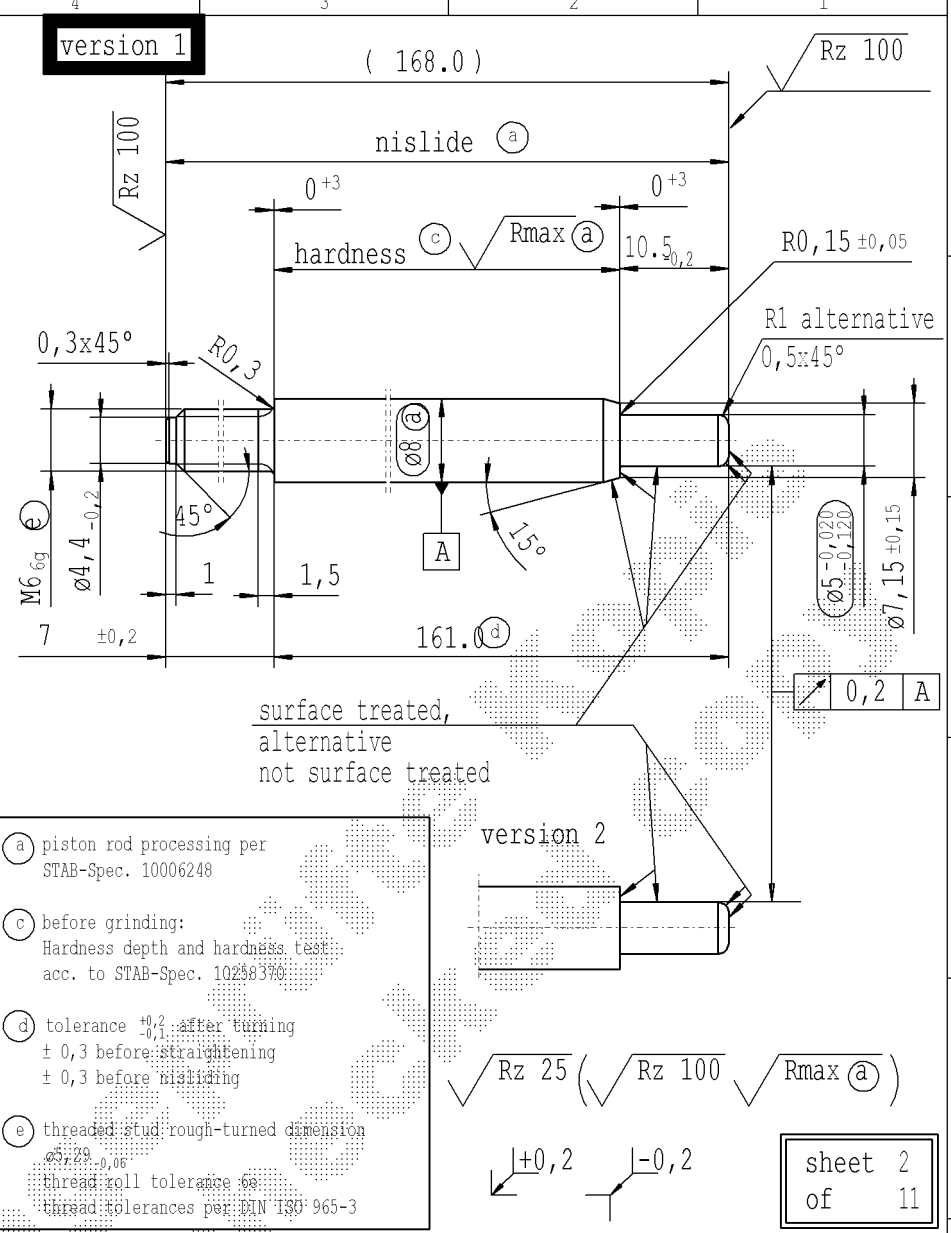 4 3 2 1
version 1
( 168.0 )
Rz 100
Rz 100
nislide a
0 +3
0 +3
hardness c
Rmax a
10.5 -0,2
R0,15 ±0,05
R1 alternative
0,5x45°
0,3x45°
R0,3
ø8 a
45°
15°
A
M6 6g e
ø4,4 -0,2
1
1,5
ø5 -0,020 -0,120
ø7,15 ±0,15
7 ±0,2
161.0 d
0,2 A
surface treated,
alternative
not surface treated
version 2
a piston rod processing per
STAB-Spec. 10006248
c before grinding:
Hardness depth and hardness test
acc. to STAB-Spec. 10258370
d tolerance +0,2 -0,1 after turning
± 0,3 before straightening
± 0,3 before nisliding
e threaded stud rough-turned dimension
ø5,29 -0,06
thread roll tolerance 6e
thread tolerances per DIN ISO 965-3
Rz 25 ( Rz 100 Rmax a )
+0,2
-0,2
sheet 2
of 11